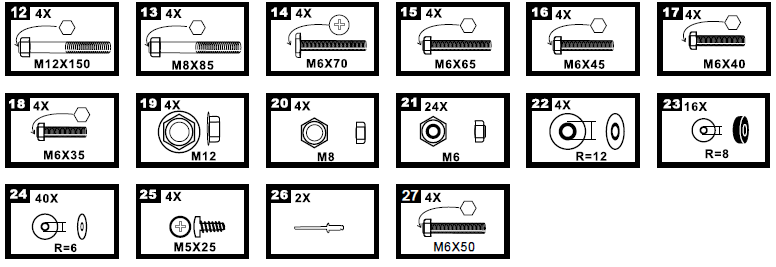 12 4X
M12X150
13 4X
M8X85
14 4X
M6X70
15 4X
M6X65
16 4X
M6X45
17 4X
M6X40
18 4X
M6X35
19 4X
M12
20 4X
M8
21 24X
M6
22 4X
R=12
23 16X
R=8
24 40X
R=6
25 4X
M5X25
26 2X
27 4X
M6X50